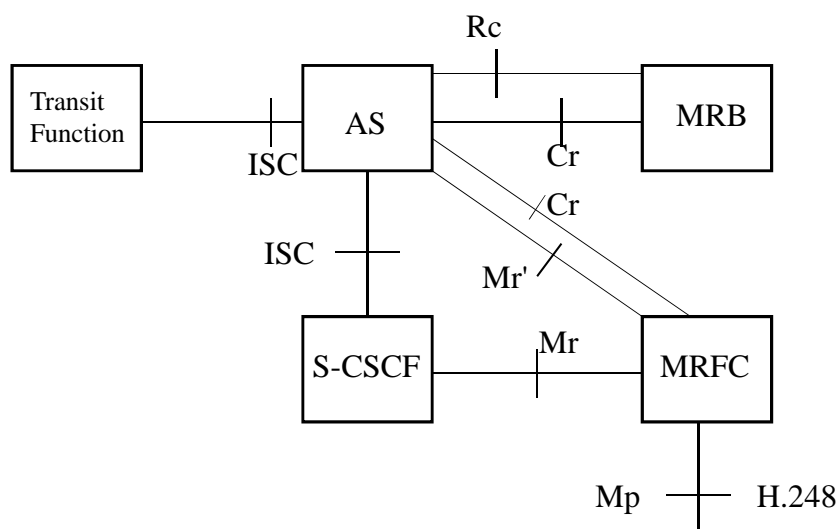 Rc
Transit
Function
AS
MRB
ISC
Cr
Cr
ISC
Mr'
S-CSCF
Mr
MRFC
Mp
H.248